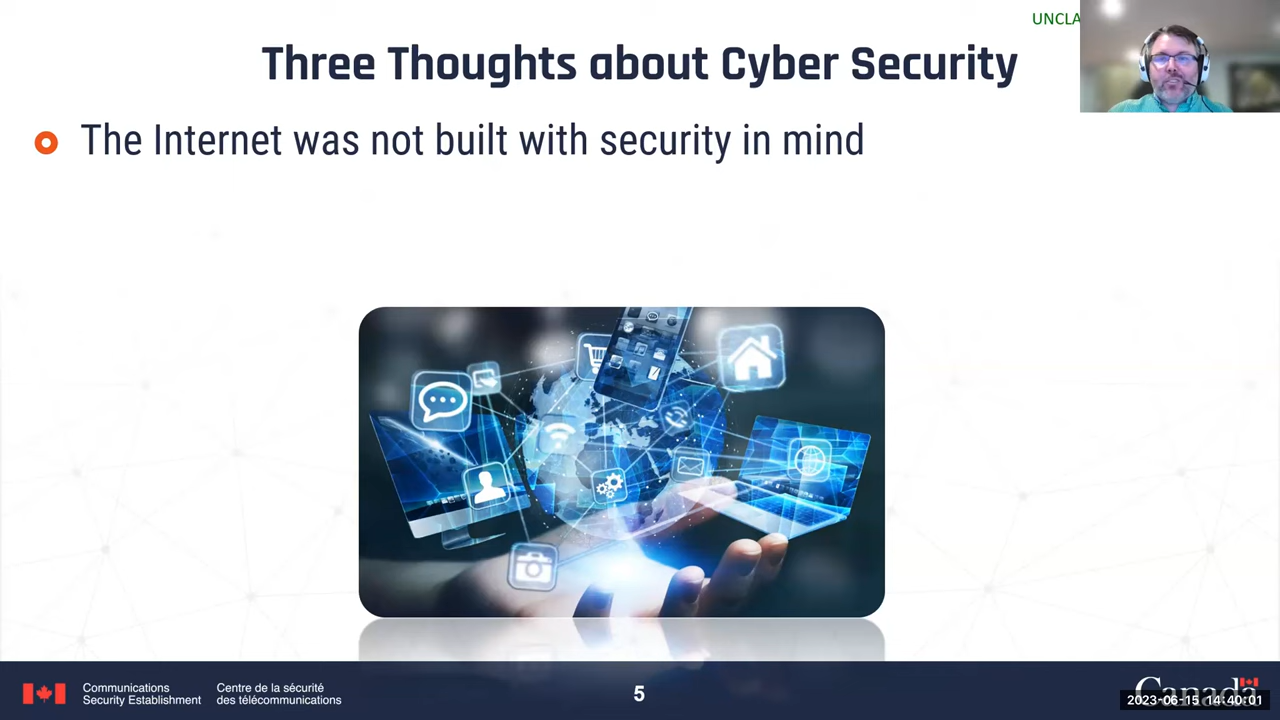 UNCLA
Three Thoughts about Cyber Security
The Internet was not built with security in mind
Communications
Security Establishment
Centre de la sécurité
des télécommunications
5
Canada
2023-06-15 14:40:01